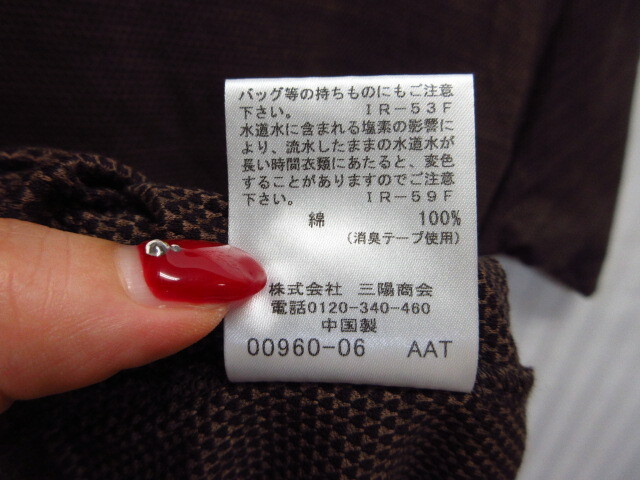 バッグ等の持ちものにもご注意
下さい。 IR-53F
水道水に含まれる塩素の影響に
より、流水したままの水道水が
長い時間衣類にあたると、変色
することがありますのでご注意
下さい。 IR-59F
綿 100%
(消臭テープ使用)
株式会社 三陽商会
電話0120-340-460
中国製
00960-06 AAT